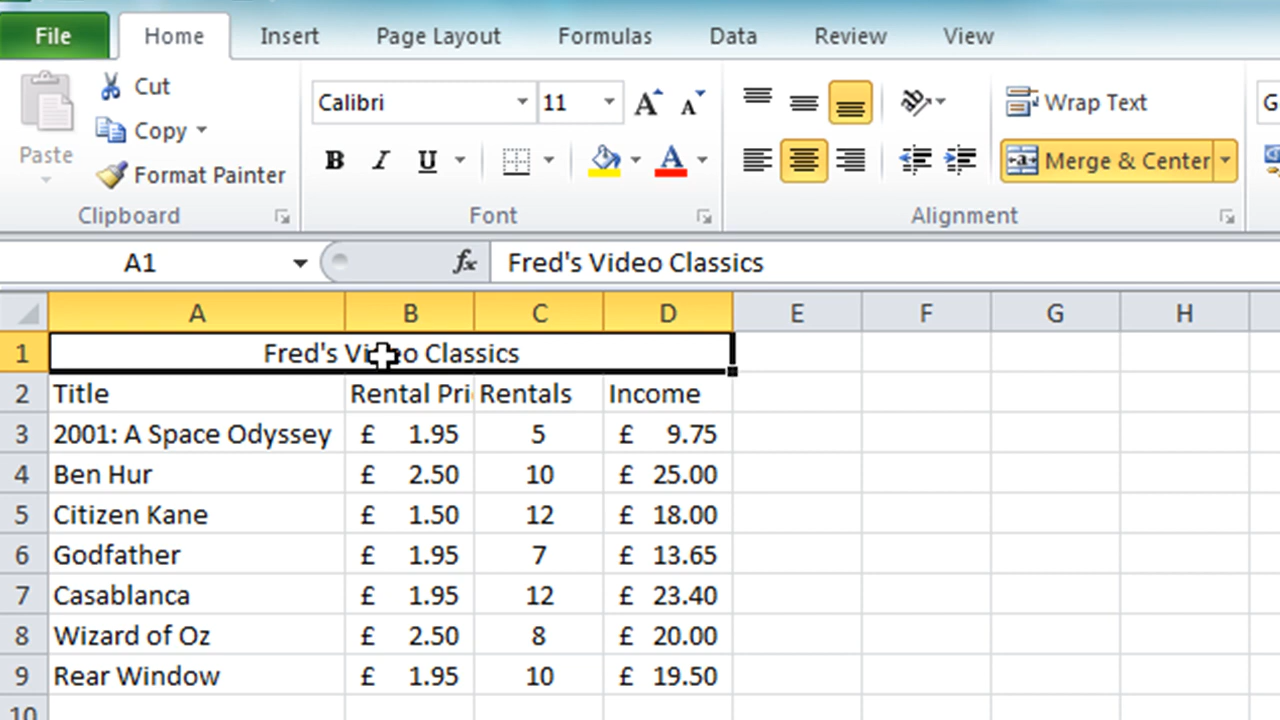 File Home Insert Page Layout Formulas Data Review View
Cut
Copy
Paste
Format Painter
Clipboard
Calibri 11 A A
B I U A
Font
Wrap Text
Merge & Center
Alignment
G
A1 fx Fred's Video Classics
A B C D E F G H
1 Fred's Video Classics
2 Title Rental Pri Rentals Income
3 2001: A Space Odyssey £ 1.95 5 £ 9.75
4 Ben Hur £ 2.50 10 £ 25.00
5 Citizen Kane £ 1.50 12 £ 18.00
6 Godfather £ 1.95 7 £ 13.65
7 Casablanca £ 1.95 12 £ 23.40
8 Wizard of Oz £ 2.50 8 £ 20.00
9 Rear Window £ 1.95 10 £ 19.50
10